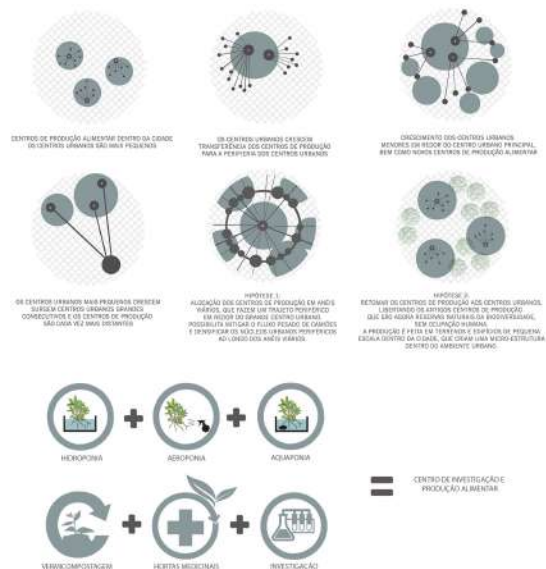 CENTROS DE PRODUÇÃO ALIMENTAR DENTRO DA CIDADE
OS CENTROS URBANOS SÃO MAIS PEQUENOS
OS CENTROS URBANOS CRESCEM
TRANSFERÊNCIA DOS CENTROS DE PRODUÇÃO
PARA A PERIFERIA DOS CENTROS URBANOS
CRESCIMENTO DOS CENTROS URBANOS
MENORES EM REDOR DO CENTRO URBANO PRINCIPAL,
BEM COMO NOVOS CENTROS DE PRODUÇÃO ALIMENTAR
OS CENTROS URBANOS MAIS PEQUENOS CRESCEM
SURGEM CENTROS URBANOS GRANDES
CONSECUTIVOS E OS CENTROS DE PRODUÇÃO
SÃO CADA VEZ MAIS DISTANTES
HIPÓTESE 1:
ALOCAÇÃO DOS CENTROS DE PRODUÇÃO EM ANÉIS
VIÁRIOS, QUE FAZEM UM TRAJETO PERIFÉRICO
EM REDOR DO GRANDE CENTRO URBANO.
POSSIBILITA MITIGAR O FLUXO PESADO DE CAMIÕES
E DENSIFICAR OS NÚCLEOS URBANOS PERIFÉRICOS
AO LONGO DOS ANÉIS VIÁRIOS.
HIPÓTESE 2:
RETOMAR OS CENTROS DE PRODUÇÃO AOS CENTROS URBANOS,
LIBERTANDO OS ANTIGOS CENTROS DE PRODUÇÃO
QUE SÃO AGORA RESERVAS NATURAIS DA BIODIVERSIDADE,
SEM OCUPAÇÃO HUMANA
A PRODUÇÃO É FEITA EM TERRENOS E EDIFÍCIOS DE PEQUENA
ESCALA DENTRO DA CIDADE, QUE CRIAM UMA MICRO-ESTRUTURA
DENTRO DO AMBIENTE URBANO.
HIDROPONIA
AEROPONIA
AQUAPONIA
CENTRO DE INVESTIGAÇÃO E
PRODUÇÃO ALIMENTAR
VERMICOMPOSTAGEM
HORTAS MEDICINAIS
INVESTIGAÇÃO